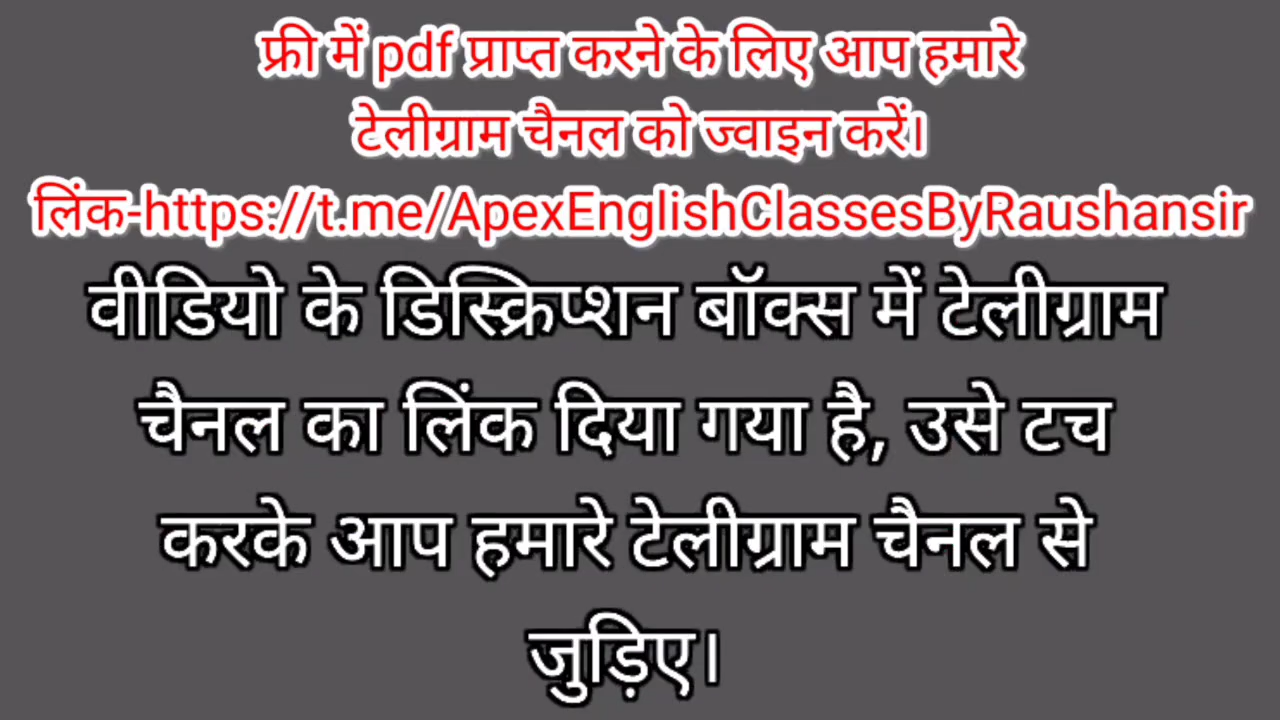 फ्री में pdf प्राप्त करने के लिए आप हमारे
टेलीग्राम चैनल को ज्वाइन करें।
लिंक-https://t.me/ApexEnglishClassesByRaushansir
वीडियो के डिस्क्रिप्शन बॉक्स में टेलीग्राम
चैनल का लिंक दिया गया है, उसे टच
करके आप हमारे टेलीग्राम चैनल से
जुड़िए।